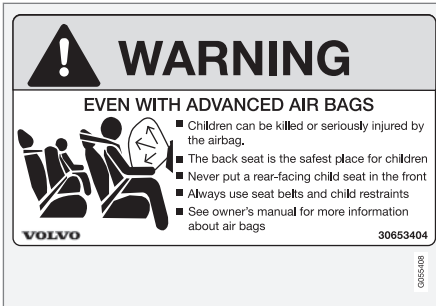 WARNING
EVEN WITH ADVANCED AIR BAGS
■ Children can be killed or seriously injured by
the airbag.
■ The back seat is the safest place for children
■ Never put a rear-facing child seat in the front
■ Always use seat belts and child restraints
■ See owner's manual for more information
about air bags
VOLVO
30653404
G055408